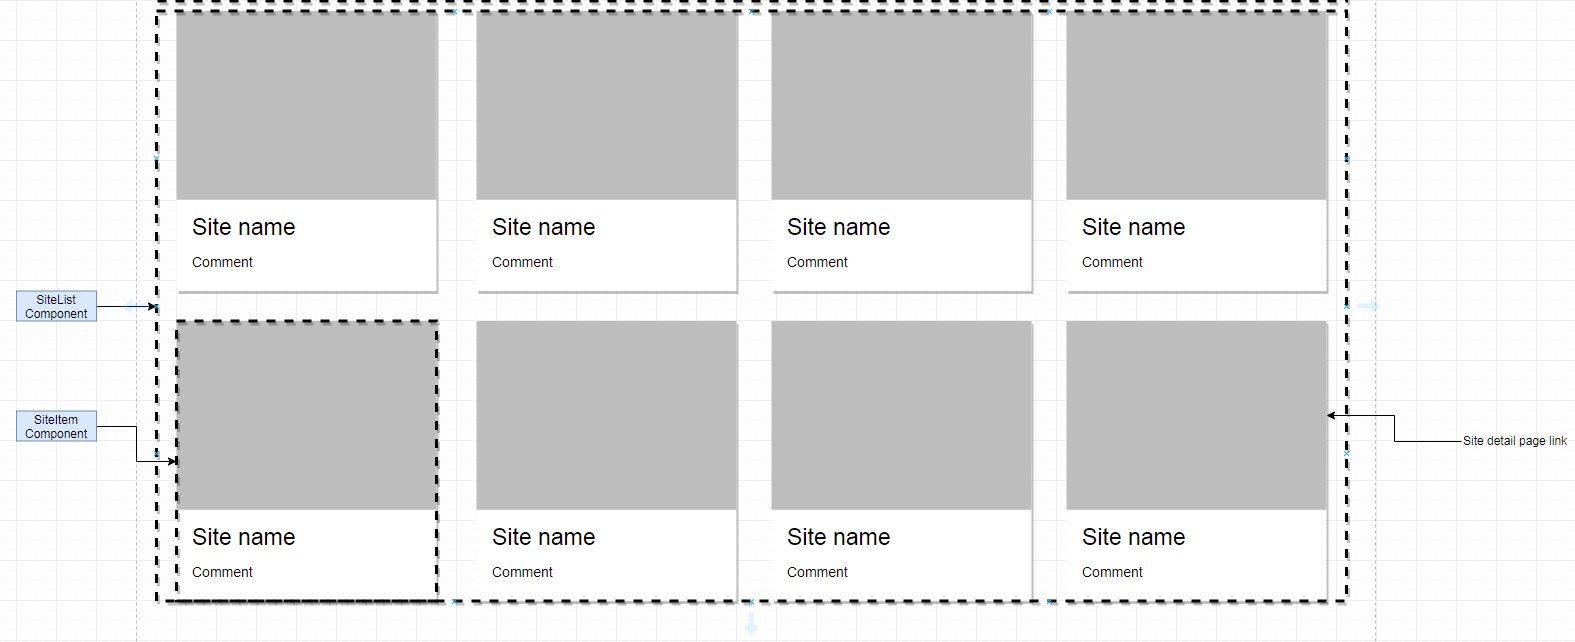 Site name
Site name
Site name
Site name
Comment
Comment
Comment
Comment
SiteList
Component
SiteItem
Component
Site detail page link
Site name
Site name
Site name
Site name
Comment
Comment
Comment
Comment